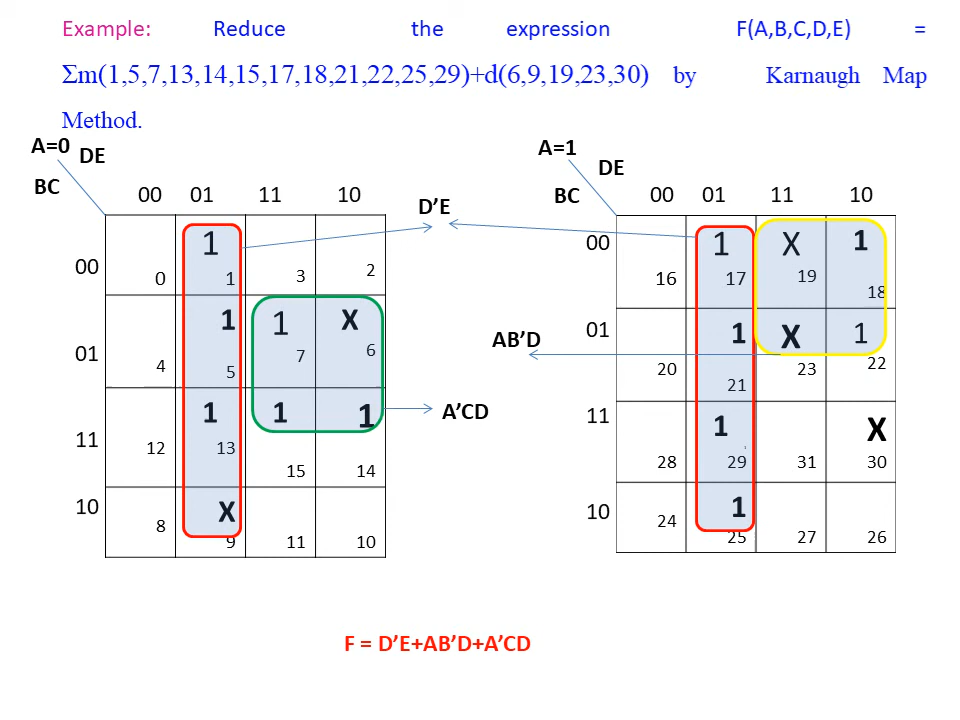 Example: Reduce the expression F(A,B,C,D,E) =
Σm(1,5,7,13,14,15,17,18,21,22,25,29)+d(6,9,19,23,30) by Karnaugh Map
Method.
A=0 DE
BC
00 01 11 10
00
1
0 1 3 2
01
1 1 X
4 5 7 6
11
1 1 1
12 13 15 14
10
X
8 9 11 10
D’E
AB’D
A’CD
A=1
DE
BC
00 01 11 10
00
1 X 1
16 17 19 18
01
1 X 1
20 21 23 22
11
1 X
28 29 31 30
10
1
24 25 27 26
F = D’E+AB’D+A’CD